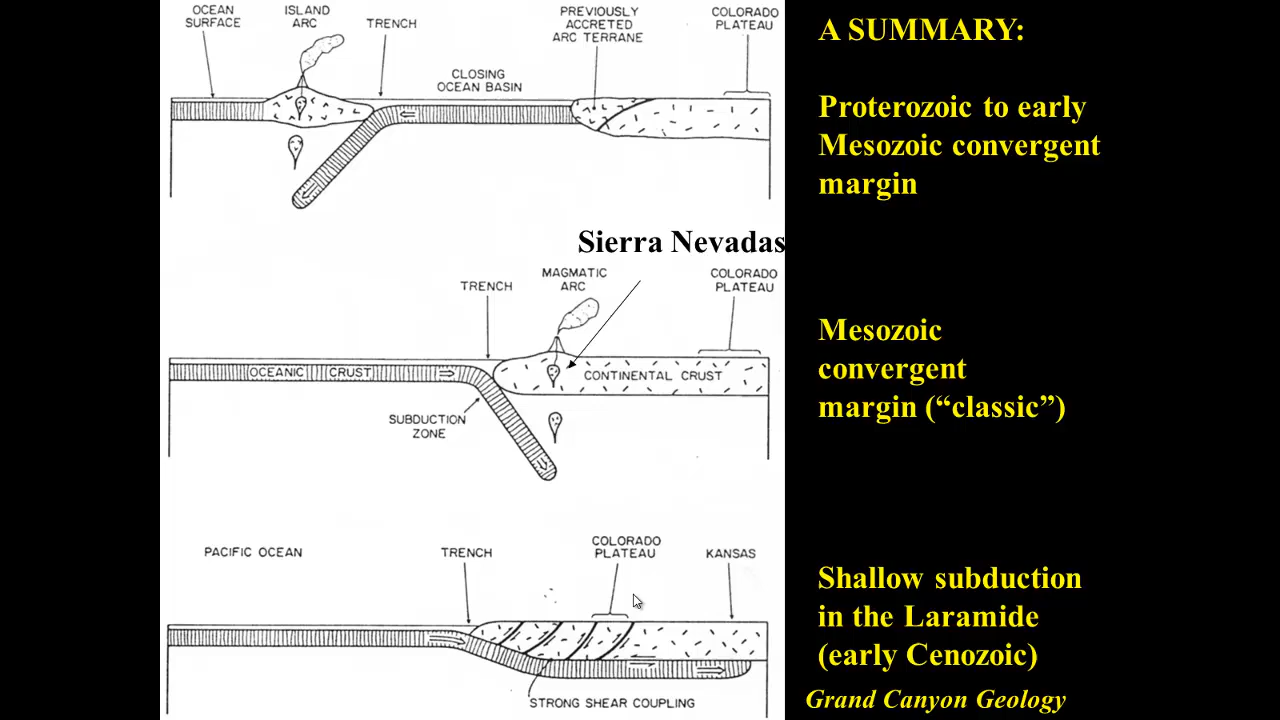 OCEAN
SURFACE
ISLAND
ARC
TRENCH
CLOSING
OCEAN BASIN
PREVIOUSLY
ACCRETED
ARC TERRANE
COLORADO
PLATEAU
A SUMMARY:
Proterozoic to early
Mesozoic convergent
margin
Sierra Nevadas
TRENCH
MAGMATIC
ARC
COLORADO
PLATEAU
OCEANIC CRUST
CONTINENTAL CRUST
SUBDUCTION
ZONE
Mesozoic
convergent
margin (“classic”)
PACIFIC OCEAN
TRENCH
COLORADO
PLATEAU
KANSAS
STRONG SHEAR COUPLING
Shallow subduction
in the Laramide
(early Cenozoic)
Grand Canyon Geology